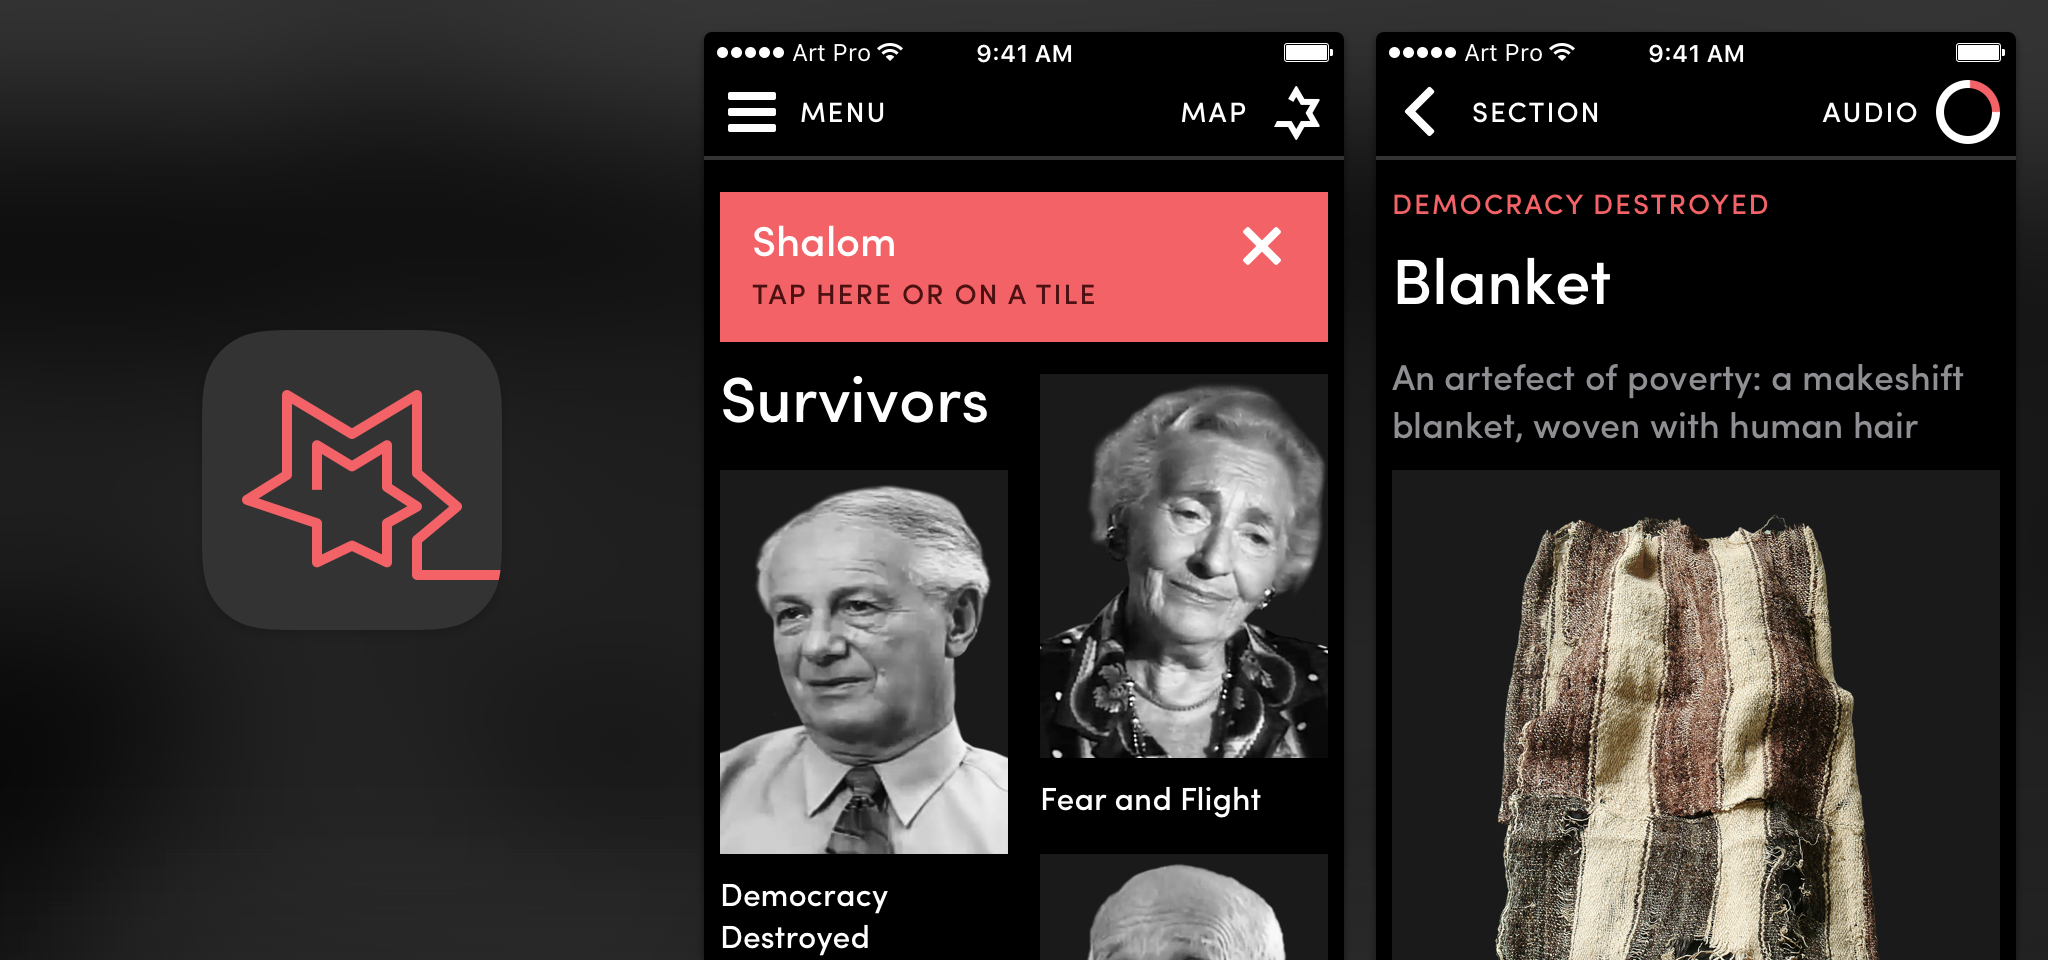 Art Pro
9:41 AM
MENU
MAP
Shalom
TAP HERE OR ON A TILE
Survivors
Fear and Flight
Democracy
Destroyed
Art Pro
9:41 AM
SECTION
AUDIO
DEMOCRACY DESTROYED
Blanket
An artefect of poverty: a makeshift
blanket, woven with human hair